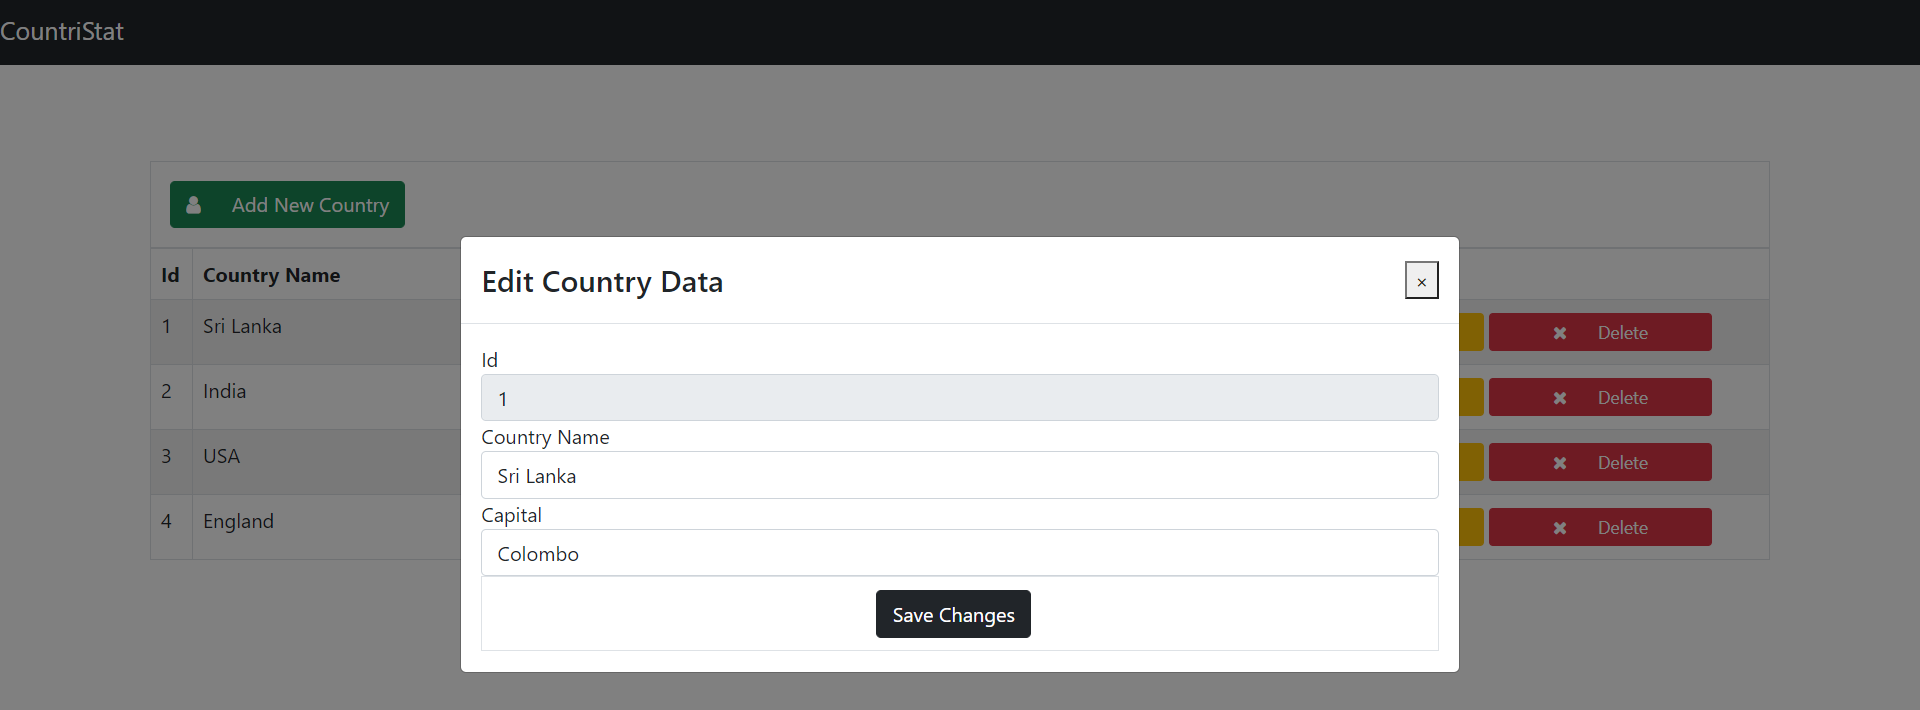 CountriStat
Add New Country
Id Country Name
1 Sri Lanka Delete
2 India Delete
3 USA Delete
4 England Delete
Edit Country Data ×
Id
1
Country Name
Sri Lanka
Capital
Colombo
Save Changes